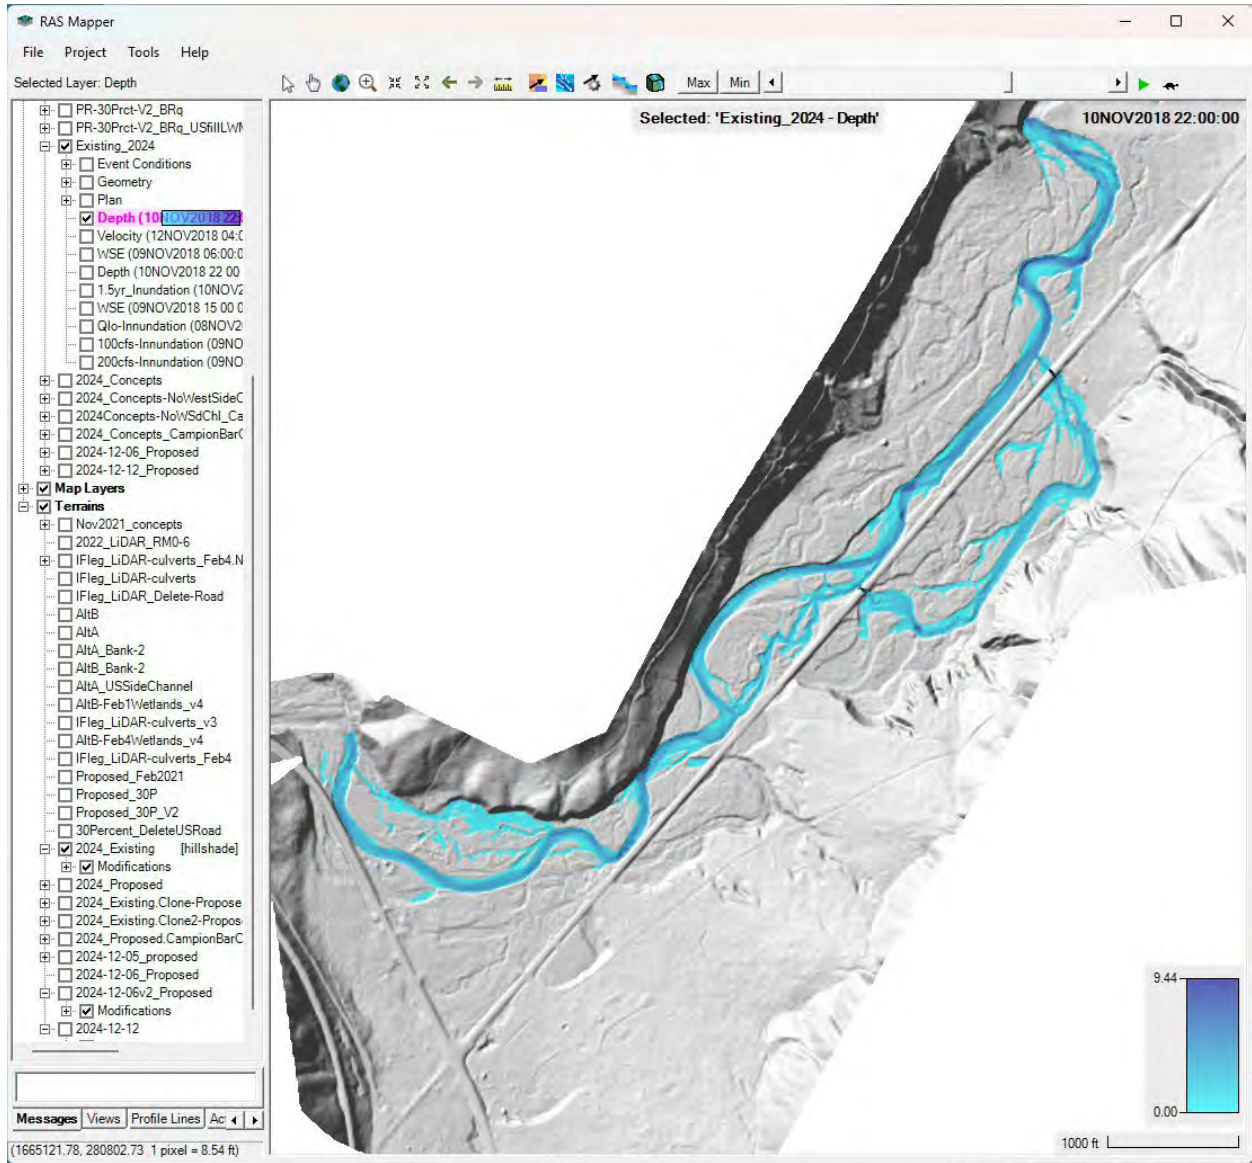 RAS Mapper
File Project Tools Help
Selected Layer: Depth
Max Min
PR-30Prct-V2_BRq
PR-30Prct-V2_BRq_USfillLWM
Existing_2024
Event Conditions
Geometry
Plan
Depth (10NOV2018 22:0
Velocity (12NOV2018 04:0
WSE (09NOV2018 06:00:0
Depth (10NOV2018 22 00
1.5yr_Inundation (10NOV2
WSE (09NOV2018 15 00 0
Qlo-Innundation (08NOV2
100cfs-Innundation (09NO
200cfs-Innundation (09NO
2024_Concepts
2024_Concepts-NoWestSideC
2024Concepts-NoWSdChl_Ca
2024_Concepts_CampionBar
2024-12-06_Proposed
2024-12-12_Proposed
Map Layers
Terrains
Nov2021_concepts
2022_LiDAR_RM0-6
IFleg_LiDAR-culverts_Feb4.N
IFleg_LiDAR-culverts
IFleg_LiDAR_Delete-Road
AltB
AltA
AltA_Bank-2
AltB_Bank-2
AltA_USSideChannel
AltB-Feb1Wetlands_v4
IFleg_LiDAR-culverts_v3
AltB-Feb4Wetlands_v4
IFleg_LiDAR-culverts_Feb4
Proposed_Feb2021
Proposed_30P
Proposed_30P_V2
30Percent_DeleteUSRoad
2024_Existing [hillshade]
Modifications
2024_Proposed
2024_Existing.Clone-Propose
2024_Existing.Clone2-Propos
2024_Proposed.CampionBarC
2024-12-05_proposed
2024-12-06_Proposed
2024-12-06v2_Proposed
Modifications
2024-12-12
Messages Views Profile Lines Ac
(1665121.78, 280802.73 1 pixel = 8.54 ft)
Selected: 'Existing_2024 - Depth'
10NOV2018 22:00:00
9.44
0.00
1000 ft